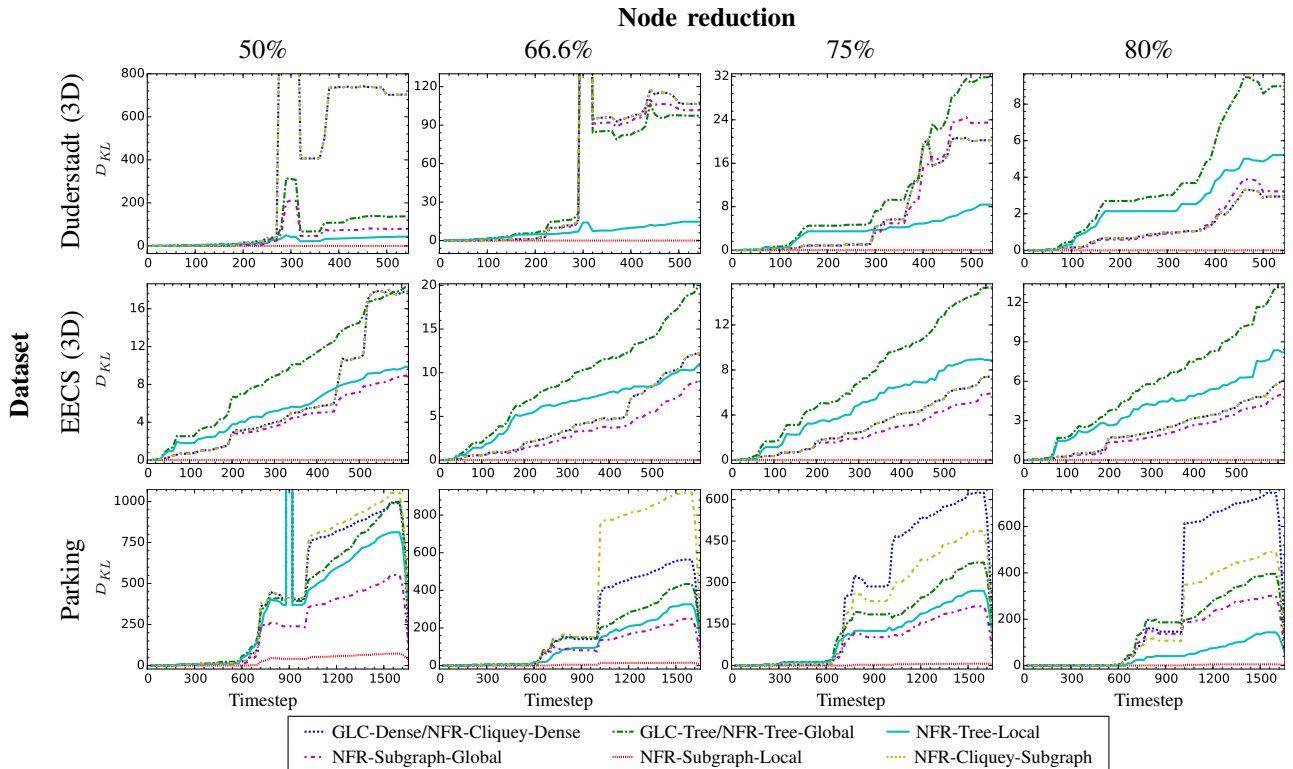 Node reduction
50% 66.6% 75% 80%
Dataset
Duderstadt (3D)
D_KL
800
700
600
400
200
0
0 100 200 300 400 500
120
90
60
30
0
0 100 200 300 400 500
32
24
16
8
0
0 100 200 300 400 500
8
6
4
2
0
0 100 200 300 400 500
EECS (3D)
D_KL
16
12
8
4
0
0 100 200 300 400 500
20
15
10
5
0
0 100 200 300 400 500
12
8
4
0
0 100 200 300 400 500
12
9
6
3
0
0 100 200 300 400 500
Parking
D_KL
1000
750
500
250
0
0 300 600 900 1200 1500
Timestep
800
600
400
200
0
0 300 600 900 1200 1500
Timestep
600
450
300
150
0
0 300 600 900 1200 1500
Timestep
600
400
200
0
0 300 600 900 1200 1500
Timestep
GLC-Dense/NFR-Cliquey-Dense GLC-Tree/NFR-Tree-Global NFR-Tree-Local
NFR-Subgraph-Global NFR-Subgraph-Local NFR-Cliquey-Subgraph